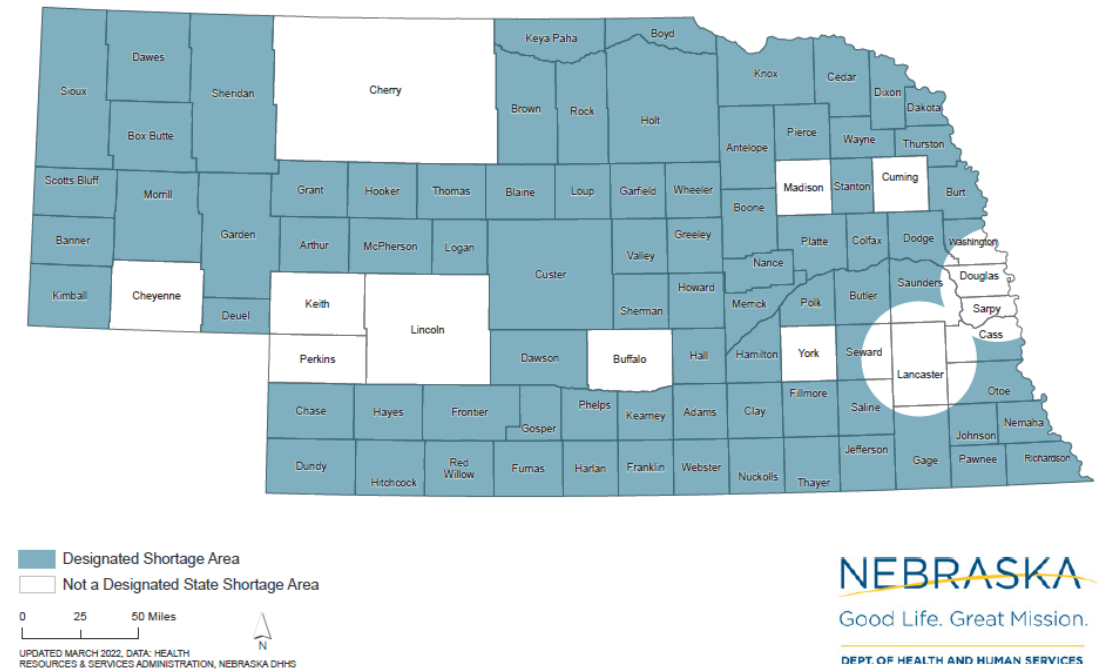 Keya Paha
Boyd
Dawes
Sioux
Sheridan
Cherry
Knox
Cedar
Dixon
Dakota
Brown
Rock
Holt
Box Butte
Pierce
Wayne
Thurston
Antelope
Scotts Bluff
Morrill
Grant
Hooker
Thomas
Blaine
Loup
Garfield
Wheeler
Madison
Stanton
Cuming
Burt
Boone
Banner
Garden
Arthur
McPherson
Logan
Custer
Valley
Greeley
Platte
Colfax
Dodge
Washington
Nance
Douglas
Kimball
Cheyenne
Deuel
Keith
Lincoln
Sherman
Howard
Merrick
Polk
Butler
Saunders
Sarpy
Perkins
Dawson
Buffalo
Hall
Hamilton
York
Seward
Lancaster
Cass
Chase
Hayes
Frontier
Gosper
Phelps
Kearney
Adams
Clay
Fillmore
Saline
Otoe
Nemaha
Johnson
Dundy
Hitchcock
Red
Willow
Furnas
Harlan
Franklin
Webster
Nuckolls
Thayer
Jefferson
Gage
Pawnee
Richardson
Designated Shortage Area
Not a Designated State Shortage Area
0 25 50 Miles
N
UPDATED MARCH 2022, DATA: HEALTH
RESOURCES & SERVICES ADMINISTRATION, NEBRASKA DHHS
NEBRASKA
Good Life. Great Mission.
DEPT. OF HEALTH AND HUMAN SERVICES